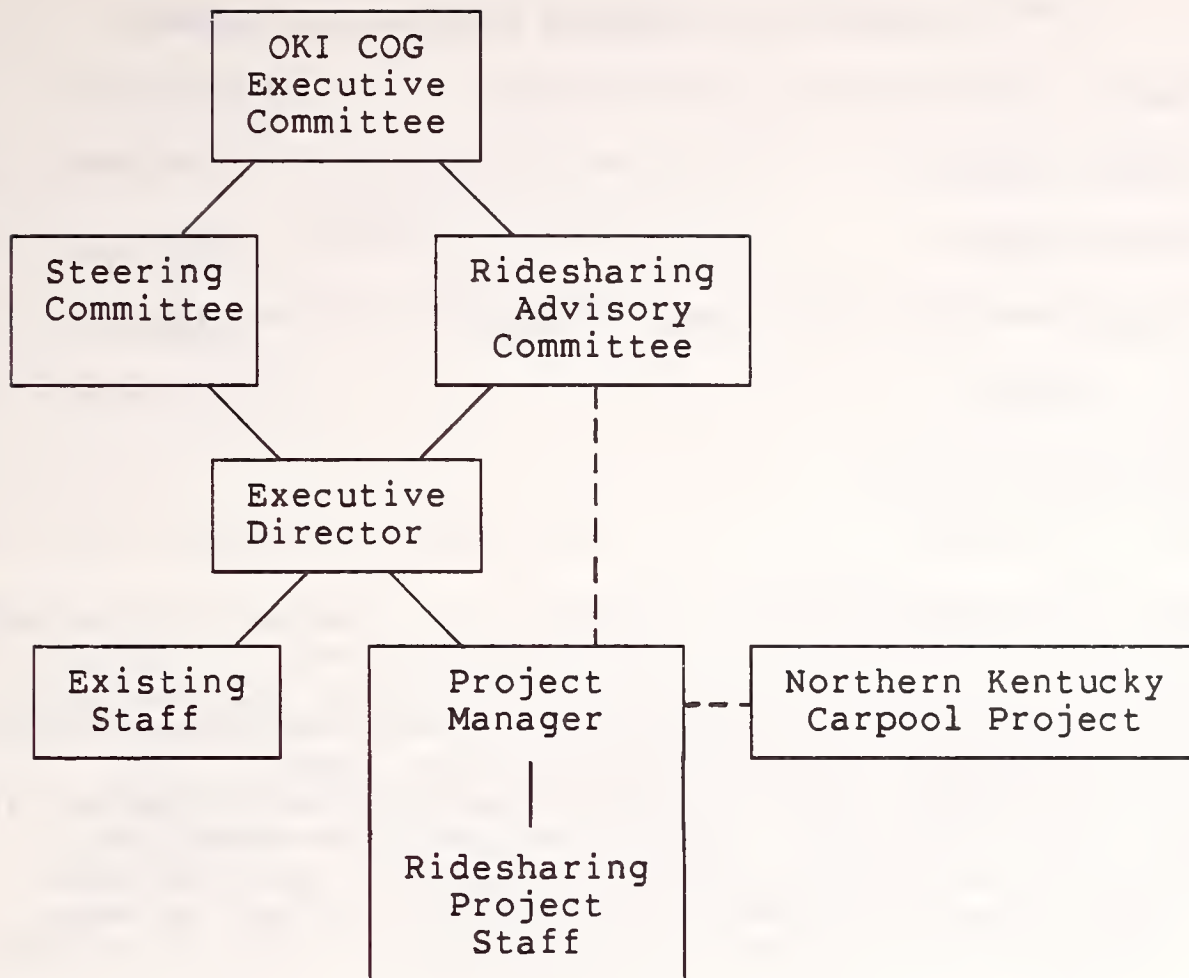 OKI COG
Executive
Committee
Steering
Committee
Ridesharing
Advisory
Committee
Executive
Director
Existing
Staff
Project
Manager
Ridesharing
Project
Staff
Northern Kentucky
Carpool Project